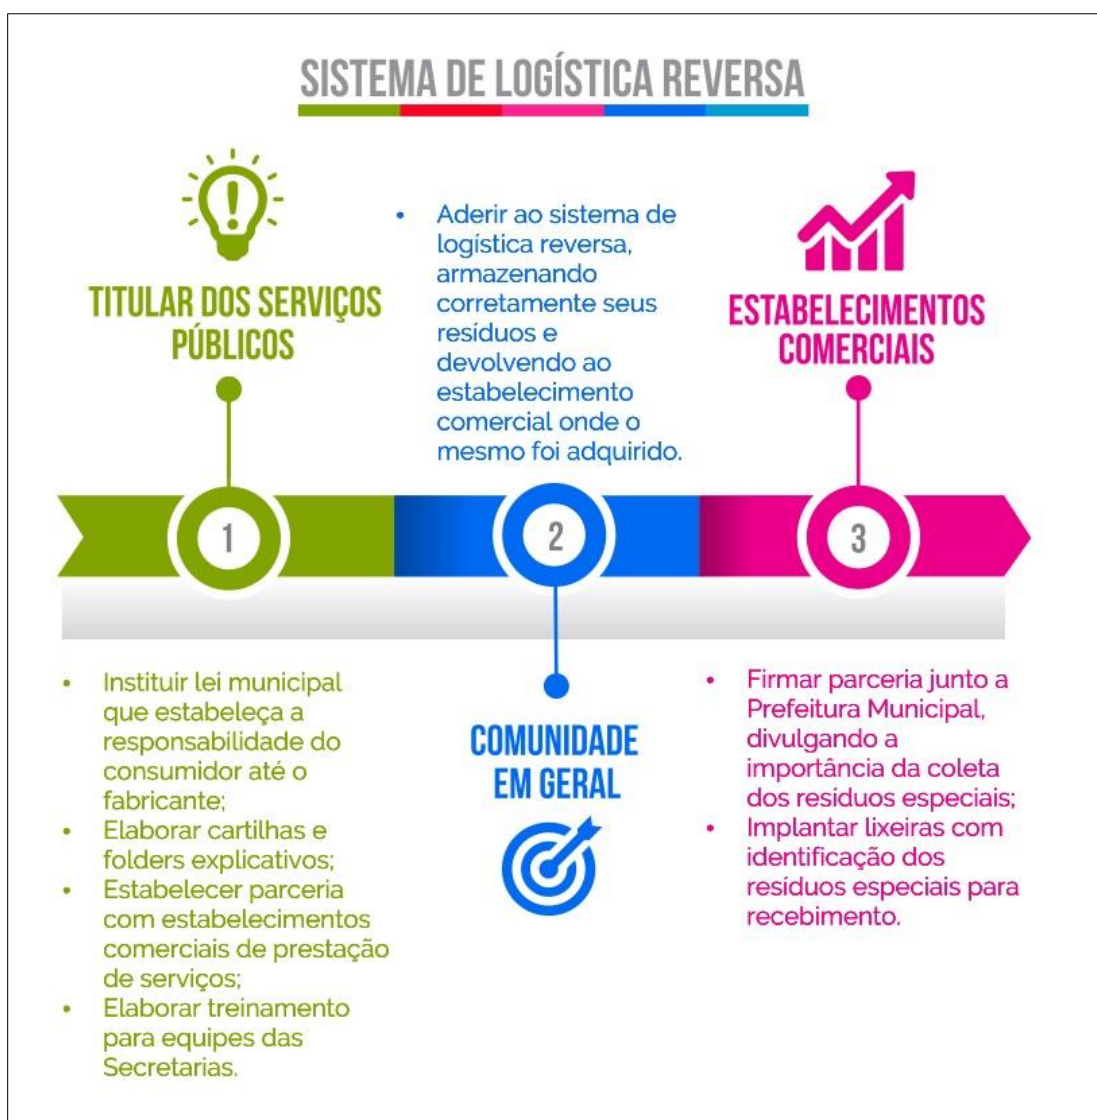 SISTEMA DE LOGÍSTICA REVERSA
TITULAR DOS SERVIÇOS
PÚBLICOS
1
• Instituir lei municipal
que estabeleça a
responsabilidade do
consumidor até o
fabricante;
• Elaborar cartilhas e
folders explicativos;
• Estabelecer parceria
com estabelecimentos
comerciais de prestação
de serviços;
• Elaborar treinamento
para equipes das
Secretarias.
• Aderir ao sistema de
logística reversa,
armazenando
corretamente seus
resíduos e
devolvendo ao
estabelecimento
comercial onde o
mesmo foi adquirido.
2
COMUNIDADE
EM GERAL
ESTABELECIMENTOS
COMERCIAIS
3
• Firmar parceria junto a
Prefeitura Municipal,
divulgando a
importância da coleta
dos resíduos especiais;
• Implantar lixeiras com
identificação dos
resíduos especiais para
recebimento.